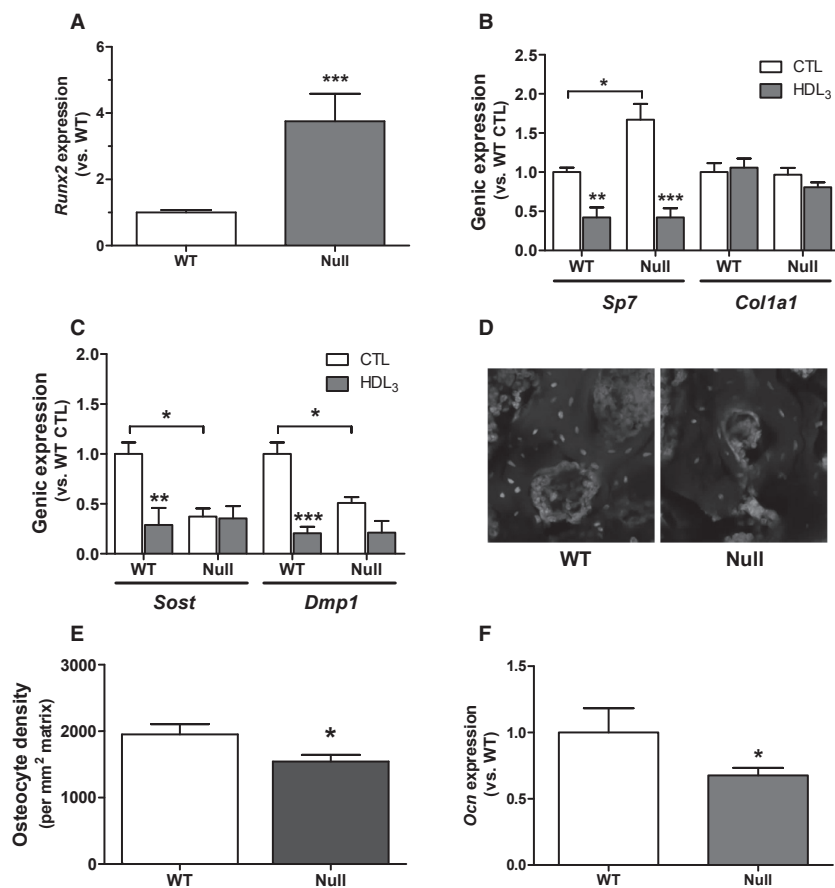 A
Runx2 expression
(vs. WT)
6
4
2
0
***
WT
Null
B
Genic expression
(vs. WT CTL)
2.5
2.0
1.5
1.0
0.5
0.0
CTL
HDL₃
*
**
***
WT
Null
WT
Null
Sp7
Col1a1
C
Genic expression
(vs. WT CTL)
2.0
1.5
1.0
0.5
0.0
CTL
HDL₃
*
*
**
***
WT
Null
WT
Null
Sost
Dmp1
D
WT
Null
E
Osteocyte density
(per mm² matrix)
3000
2000
1000
0
*
WT
Null
F
Ocn expression
(vs. WT)
1.5
1.0
0.5
0.0
*
WT
Null